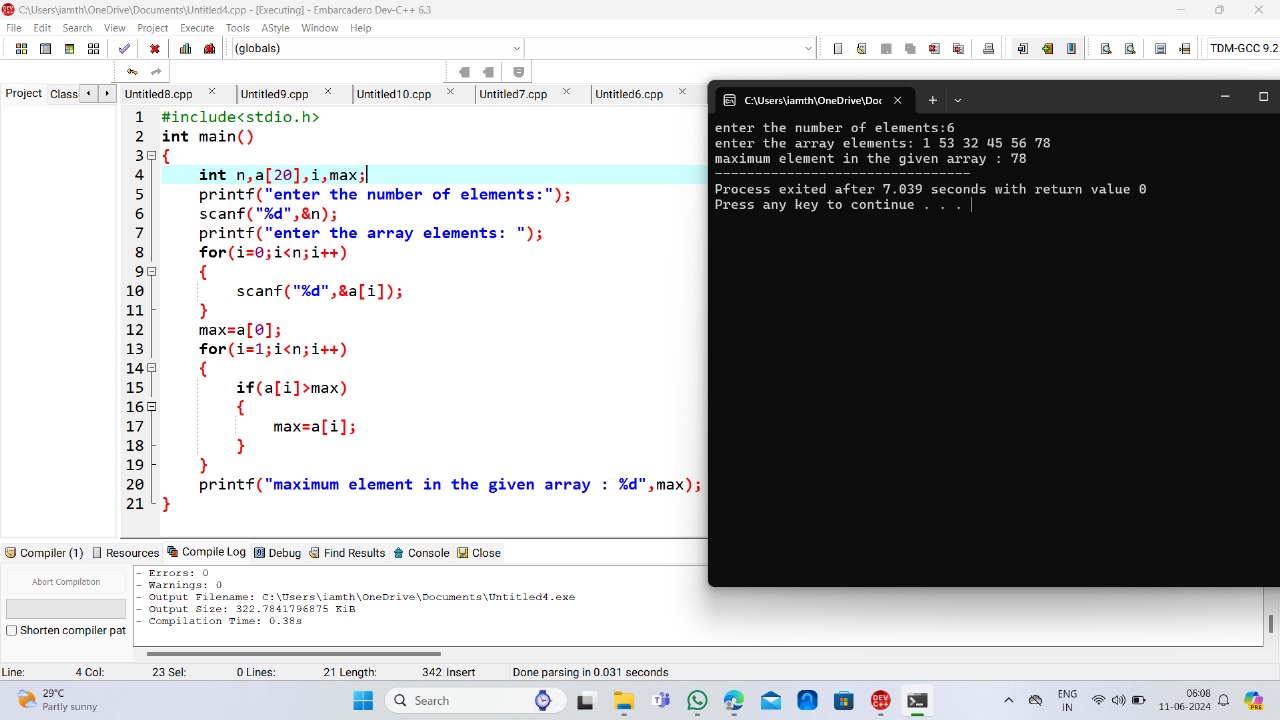 C:\Users\iamth\OneDrive\Documents\Untitled4.cpp - [Executing] - Embarcadero Dev-C++ 6.3
File Edit Search View Project Execute Tools AStyle Window Help
(globals)
TDM-GCC 9.2
Project Class
Untitled8.cpp Untitled9.cpp Untitled10.cpp Untitled7.cpp Untitled6.cpp
1 #include<stdio.h>
2 int main()
3 {
4 int n,a[20],i,max;
5 printf("enter the number of elements:");
6 scanf("%d",&n);
7 printf("enter the array elements: ");
8 for(i=0;i<n;i++)
9 {
10 scanf("%d",&a[i]);
11 }
12 max=a[0];
13 for(i=1;i<n;i++)
14 {
15 if(a[i]>max)
16 {
17 max=a[i];
18 }
19 }
20 printf("maximum element in the given array : %d",max);
21 }
C:\Users\iamth\OneDrive\Doc
enter the number of elements:6
enter the array elements: 1 53 32 45 56 78
maximum element in the given array : 78
--------------------------------
Process exited after 7.039 seconds with return value 0
Press any key to continue . . .
Compiler (1) Resources Compile Log Debug Find Results Console Close
Abort Compilation
Shorten compiler pat
- Errors: 0
- Warnings: 0
- Output Filename: C:\Users\iamth\OneDrive\Documents\Untitled4.exe
- Output Size: 322.7841796875 KiB
- Compilation Time: 0.38s
Line: 4 Col: 23 Sel: 0 Lines: 21 Length: 342 Insert Done parsing in 0.031 seconds
29°C
Partly sunny
Search
DEV C++
ENG
IN
06:08
11-06-2024
PRE